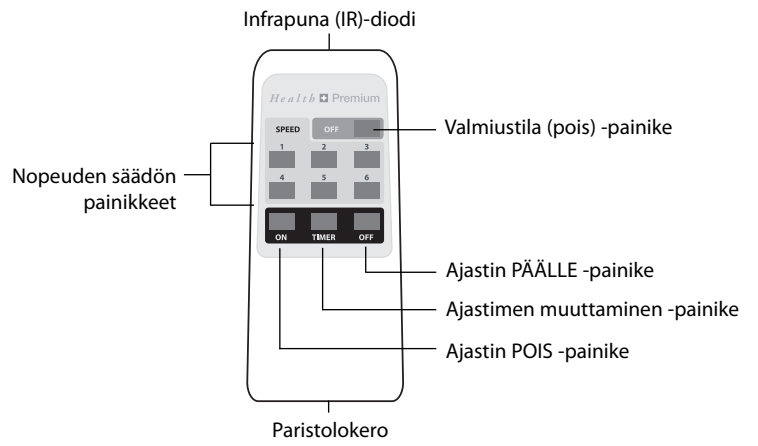 Infrapuna (IR)-diodi
Health + Premium
SPEED OFF
Valmiustila (pois) -painike
1 2 3
Nopeuden säädön
painikkeet
4 5 6
ON TIMER OFF
Ajastin PÄÄLLE -painike
Ajastimen muuttaminen -painike
Ajastin POIS -painike
Paristolokero